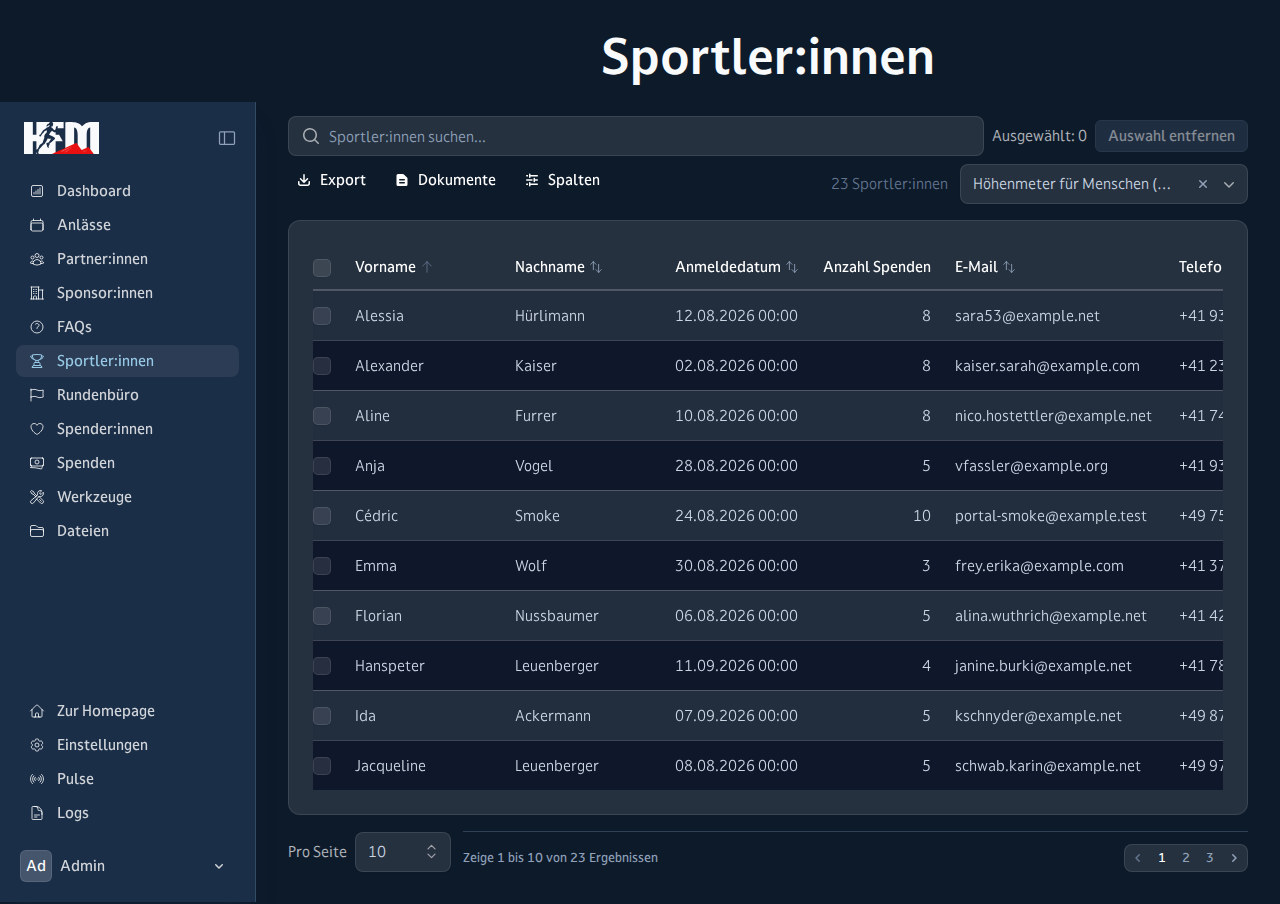 Sportler:innen
HFM
Sportler:innen suchen...
Ausgewählt: 0
Auswahl entfernen
Export
Dokumente
Spalten
23 Sportler:innen
Höhenmeter für Menschen (...
Dashboard
Anlässe
Partner:innen
Sponsor:innen
FAQs
Sportler:innen
Rundenbüro
Spender:innen
Spenden
Werkzeuge
Dateien
Zur Homepage
Einstellungen
Pulse
Logs
Ad Admin
Vorname Nachname Anmeldedatum Anzahl Spenden E-Mail Telefo
Alessia Hürlimann 12.08.2026 00:00 8 sara53@example.net +41 93
Alexander Kaiser 02.08.2026 00:00 8 kaiser.sarah@example.com +41 23
Aline Furrer 10.08.2026 00:00 8 nico.hostettler@example.net +41 74
Anja Vogel 28.08.2026 00:00 5 vfassler@example.org +41 93
Cédric Smoke 24.08.2026 00:00 10 portal-smoke@example.test +49 75
Emma Wolf 30.08.2026 00:00 3 frey.erika@example.com +41 37
Florian Nussbaumer 06.08.2026 00:00 5 alina.wuthrich@example.net +41 42
Hanspeter Leuenberger 11.09.2026 00:00 4 janine.burki@example.net +41 78
Ida Ackermann 07.09.2026 00:00 5 kschnyder@example.net +49 87
Jacqueline Leuenberger 08.08.2026 00:00 5 schwab.karin@example.net +49 97
Pro Seite 10
Zeige 1 bis 10 von 23 Ergebnissen
1 2 3